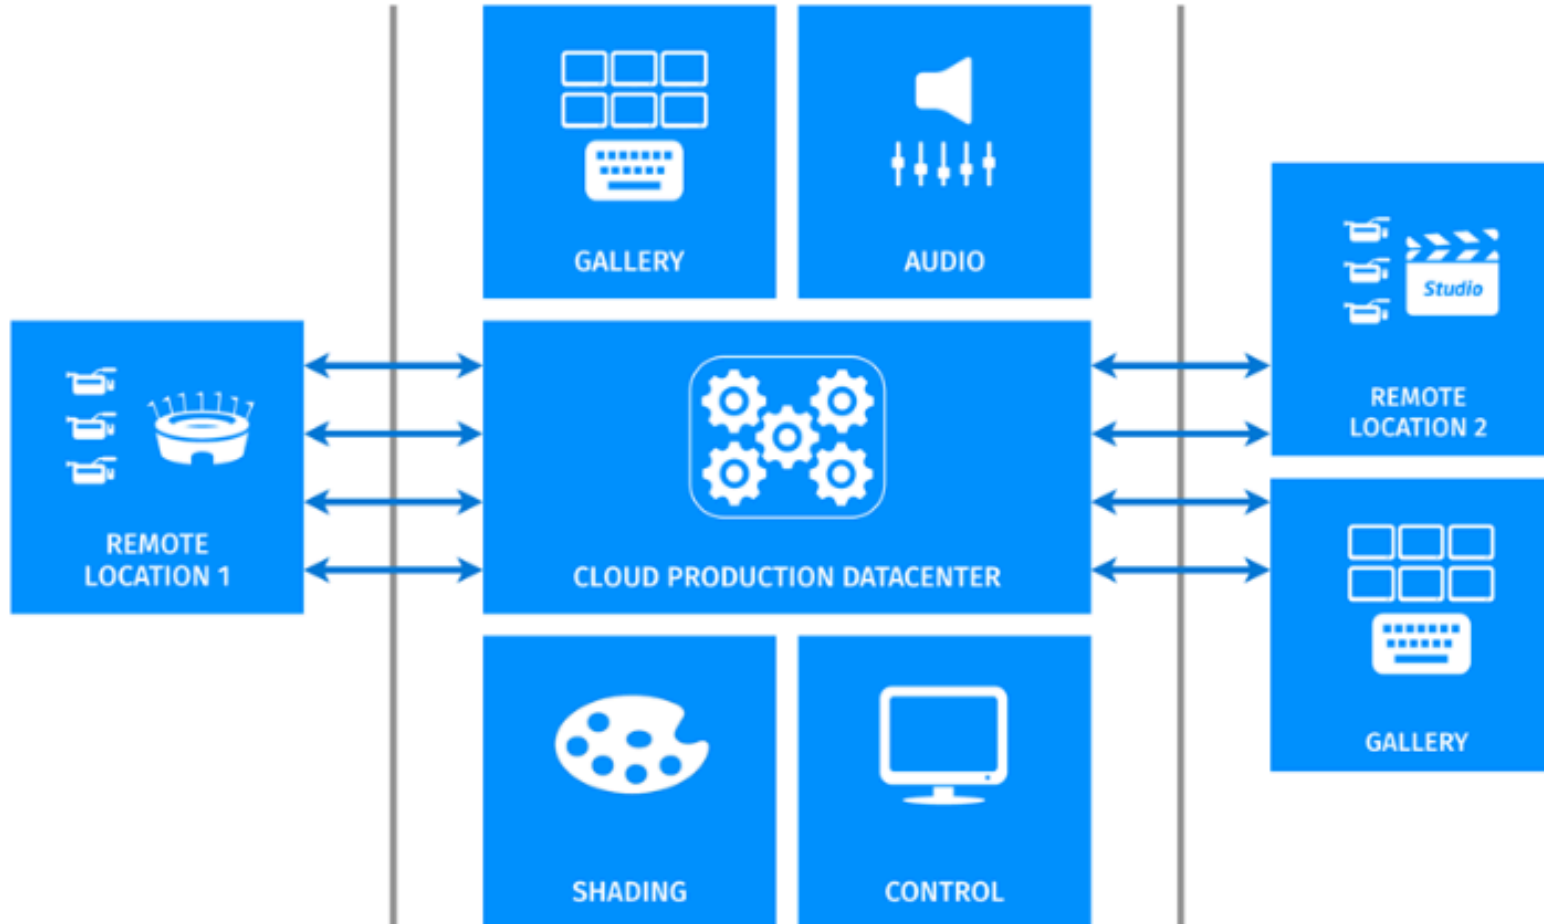 GALLERY
AUDIO
Studio
REMOTE
LOCATION 2
REMOTE
LOCATION 1
CLOUD PRODUCTION DATACENTER
GALLERY
SHADING
CONTROL